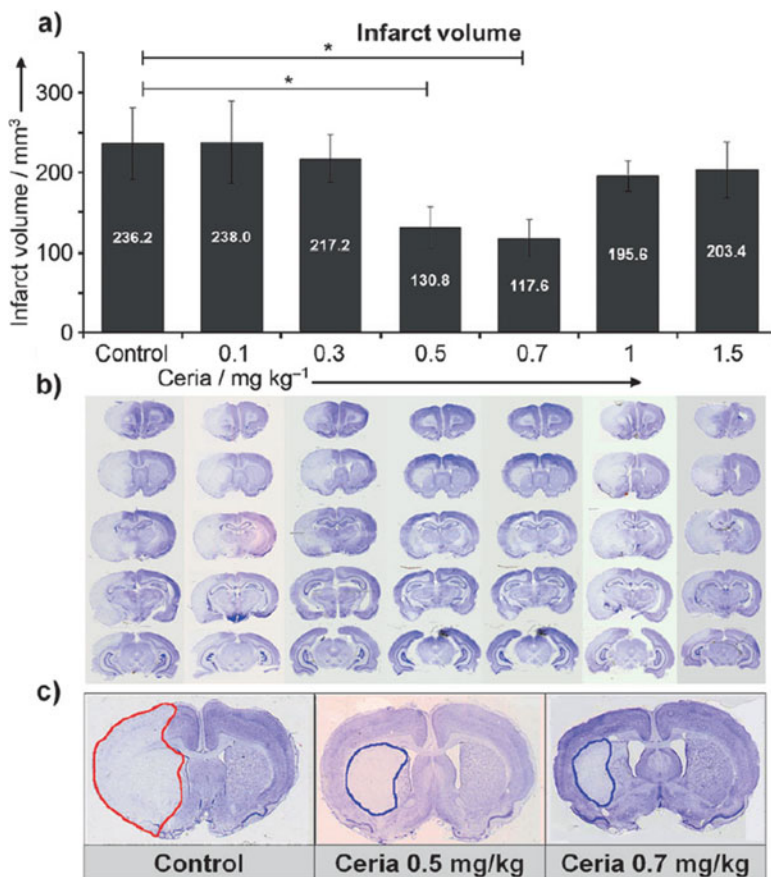 a)
Infarct volume
*
*
Infarct volume / mm³
300
200
100
0
236.2
238.0
217.2
130.8
117.6
195.6
203.4
Control 0.1 0.3 0.5 0.7 1 1.5
Ceria / mg kg⁻¹
b)
c)
Control Ceria 0.5 mg/kg Ceria 0.7 mg/kg